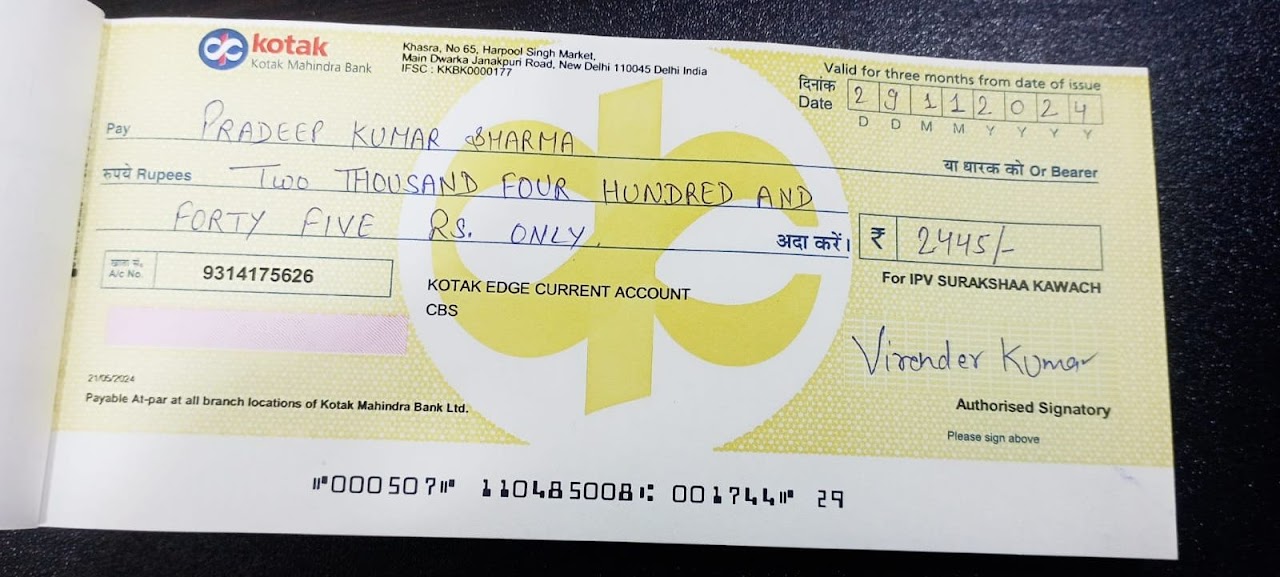 kotak
Kotak Mahindra Bank
Khasra, No 65, Harpool Singh Market,
Main Dwarka Janakpuri Road, New Delhi 110045 Delhi India
IFSC : KKBK0000177
Valid for three months from date of issue
दिनांक
Date 2 9 1 1 2 0 2 4
D D M M Y Y Y Y
Pay PRADEEP KUMAR SHARMA
या धारक को Or Bearer
रुपये Rupees TWO THOUSAND FOUR HUNDRED AND
FORTY FIVE RS. ONLY.
अदा करें। ₹ 2445/-
खाता सं.
A/c No. 9314175626
For IPV SURAKSHAA KAWACH
KOTAK EDGE CURRENT ACCOUNT
CBS
Virender Kumar
21/05/2024
Payable At-par at all branch locations of Kotak Mahindra Bank Ltd.
Authorised Signatory
Please sign above
⑈000507⑈ 110485008⑆ 001744⑈ 29